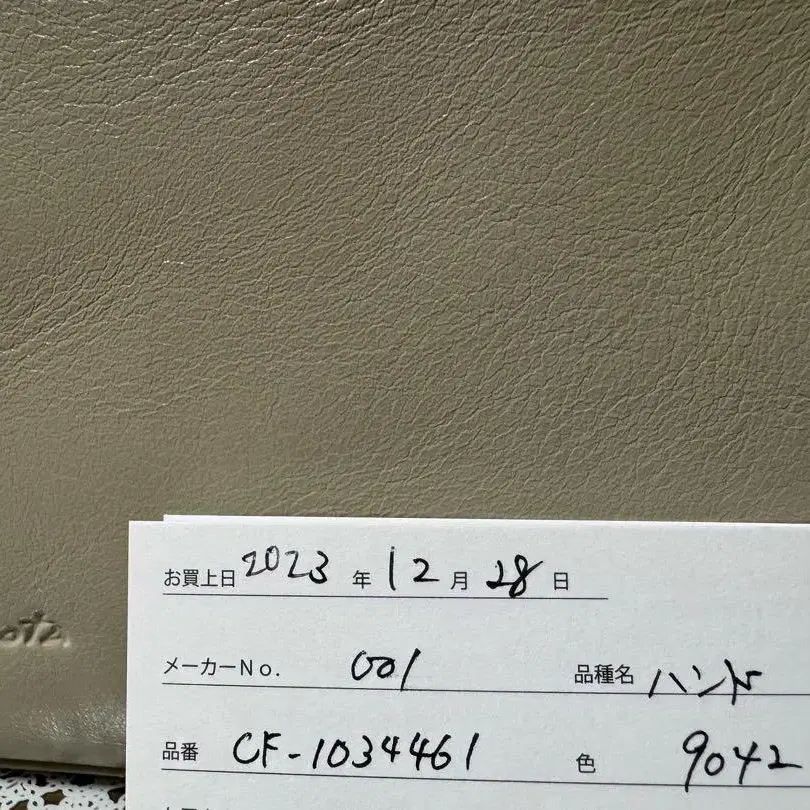 お買上日 2023 年 12 月 28 日
メーカーNo. 001 品種名 ハンド
品番 CF-1034461 色 9042